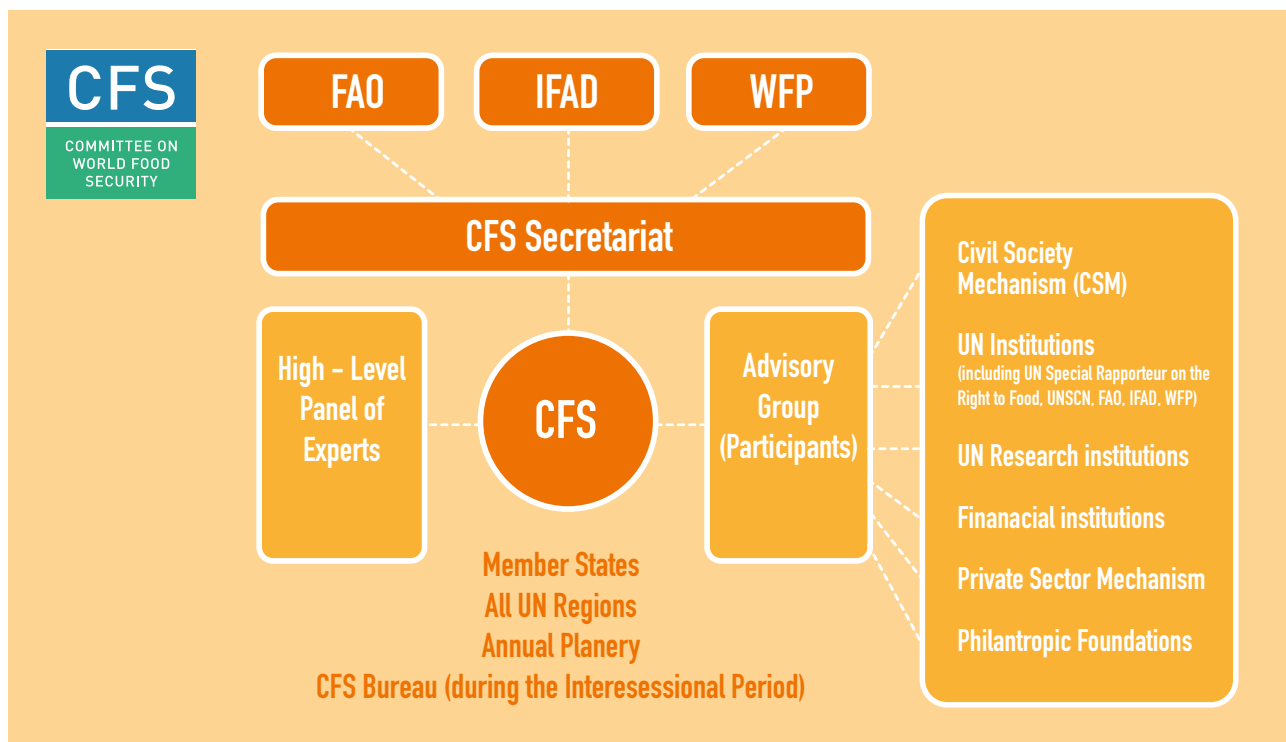 CFS
COMMITTEE ON
WORLD FOOD
SECURITY
FAO
IFAD
WFP
CFS Secretariat
High – Level
Panel of
Experts
CFS
Advisory
Group
(Participants)
Civil Society
Mechanism (CSM)
UN Institutions
(including UN Special Rapporteur on the
Right to Food, UNSCN, FAO, IFAD, WFP)
UN Research institutions
Finanacial institutions
Private Sector Mechanism
Philantropic Foundations
Member States
All UN Regions
Annual Planery
CFS Bureau (during the Interesessional Period)